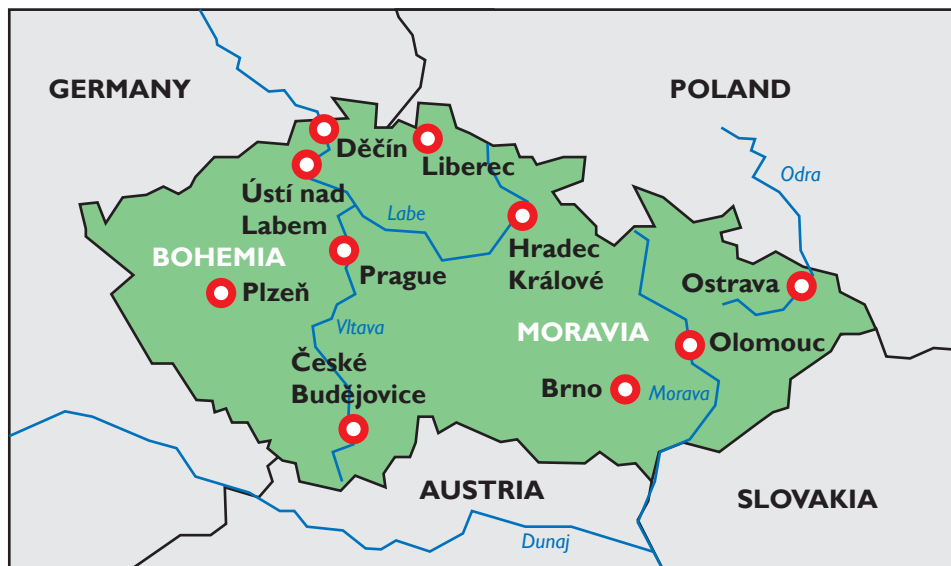 GERMANY
POLAND
Děčín
Liberec
Odra
Ústí nad
Labem
Labe
Hradec
Králové
BOHEMIA
Prague
Plzeň
Ostrava
Vltava
MORAVIA
Olomouc
České
Budějovice
Brno
Morava
AUSTRIA
SLOVAKIA
Dunaj